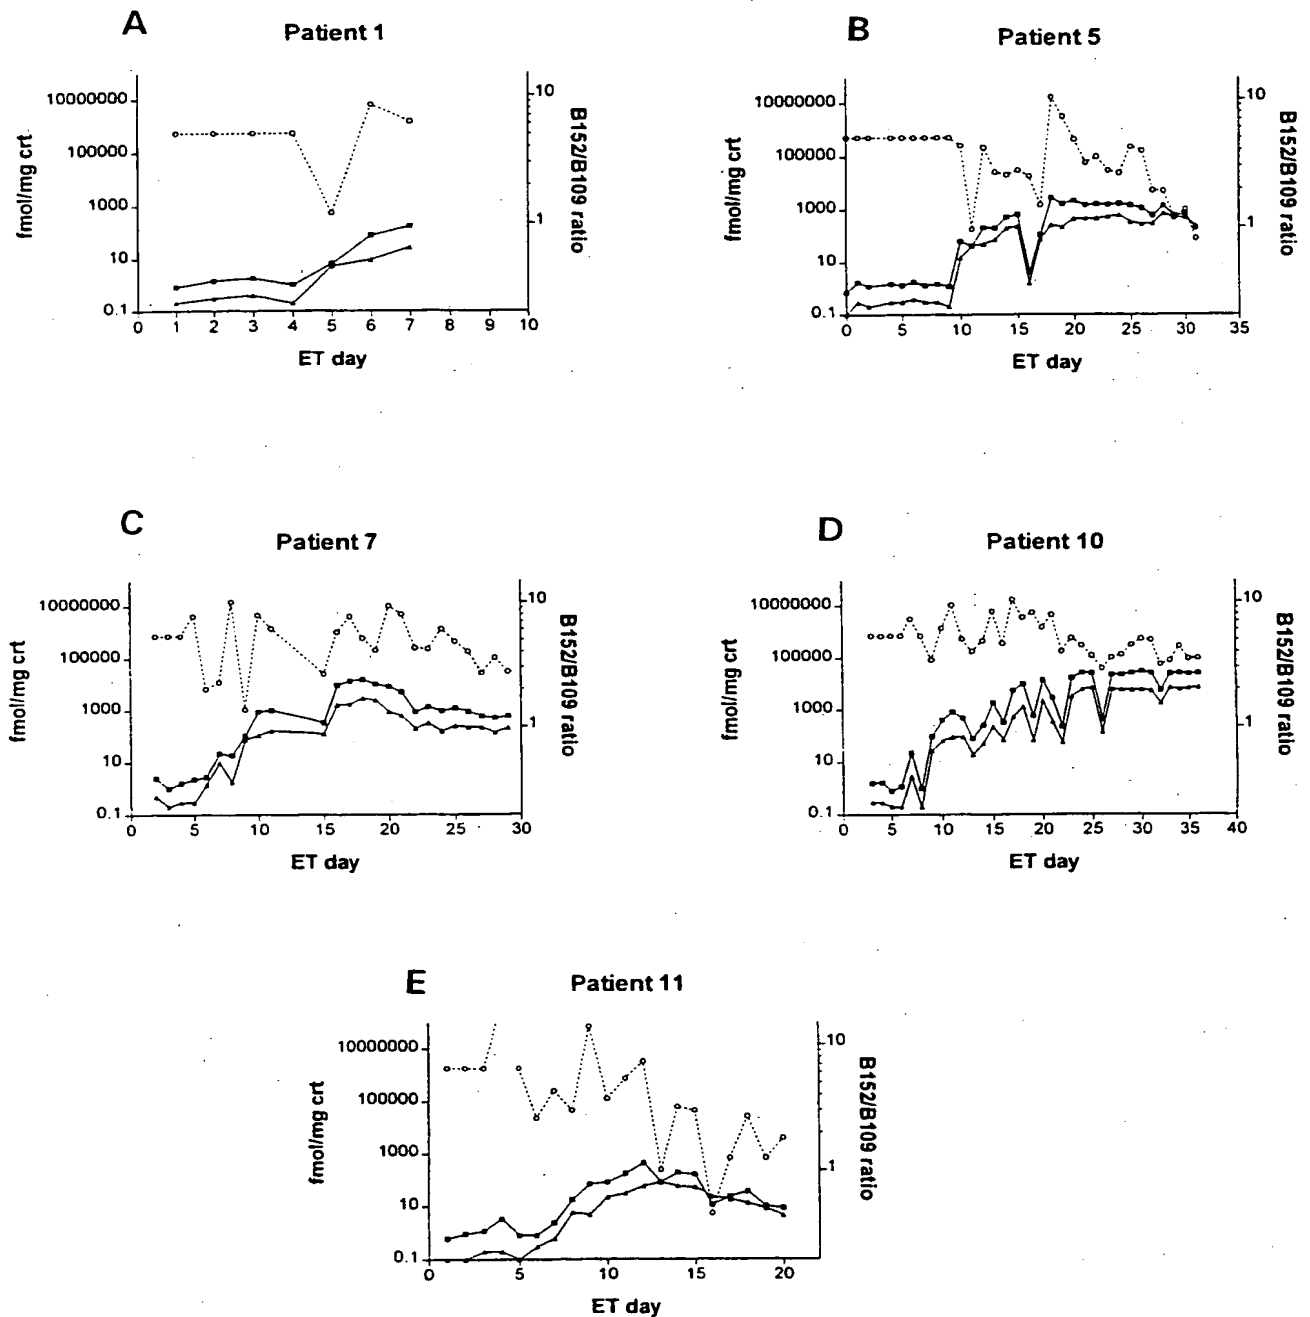 A
Patient 1
10000000
100000
1000
10
0.1
fmol/mg crt
10
1
B152/B109 ratio
0 1 2 3 4 5 6 7 8 9 10
ET day
B
Patient 5
10000000
100000
1000
10
0.1
fmol/mg crt
10
1
B152/B109 ratio
0 5 10 15 20 25 30 35
ET day
C
Patient 7
10000000
100000
1000
10
0.1
fmol/mg crt
10
1
B152/B109 ratio
0 5 10 15 20 25 30
ET day
D
Patient 10
10000000
100000
1000
10
0.1
fmol/mg crt
10
1
B152/B109 ratio
0 5 10 15 20 25 30 35 40
ET day
E
Patient 11
10000000
100000
1000
10
0.1
fmol/mg crt
10
1
B152/B109 ratio
0 5 10 15 20
ET day